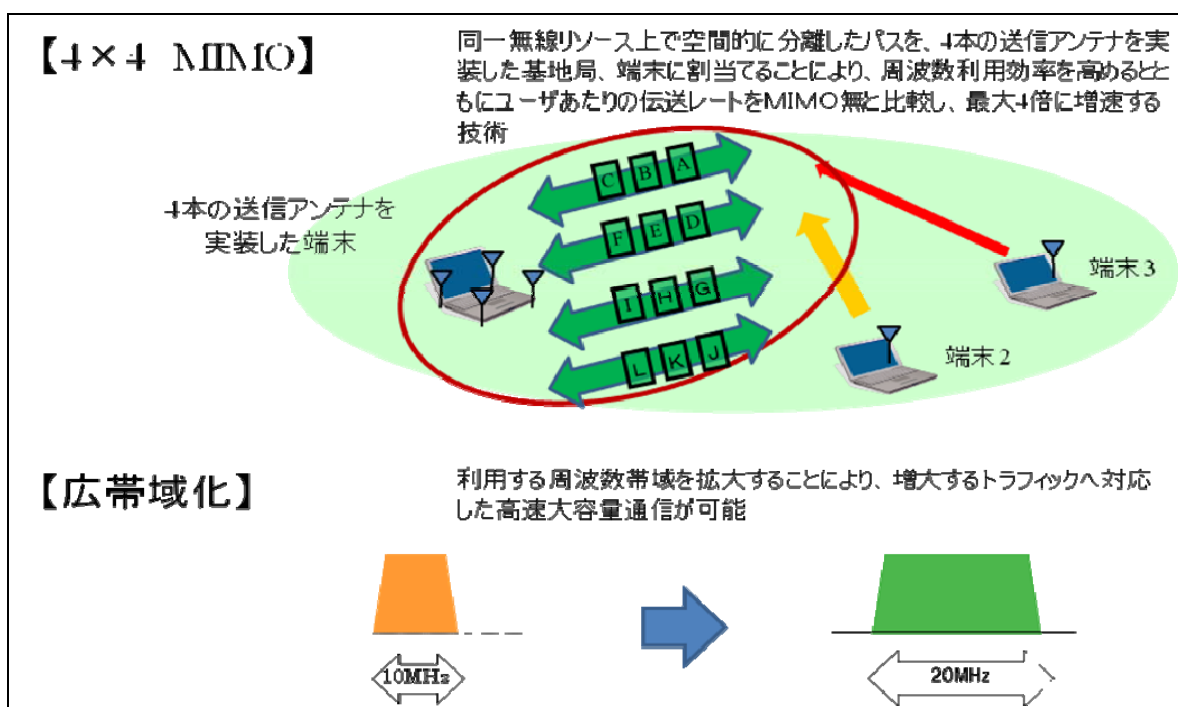 【4×4 MIMO】
同一無線リソース上で空間的に分離したパスを、4本の送信アンテナを実
装した基地局、端末に割当てることにより、周波数利用効率を高めるとと
もにユーザあたりの伝送レートをMIMO無と比較し、最大4倍に増速する
技術
C B A
4本の送信アンテナを
実装した端末
F E D
端末3
I H G
端末2
L K J
【広帯域化】
利用する周波数帯域を拡大することにより、増大するトラフィックへ対応
した高速大容量通信が可能
10MHz
20MHz